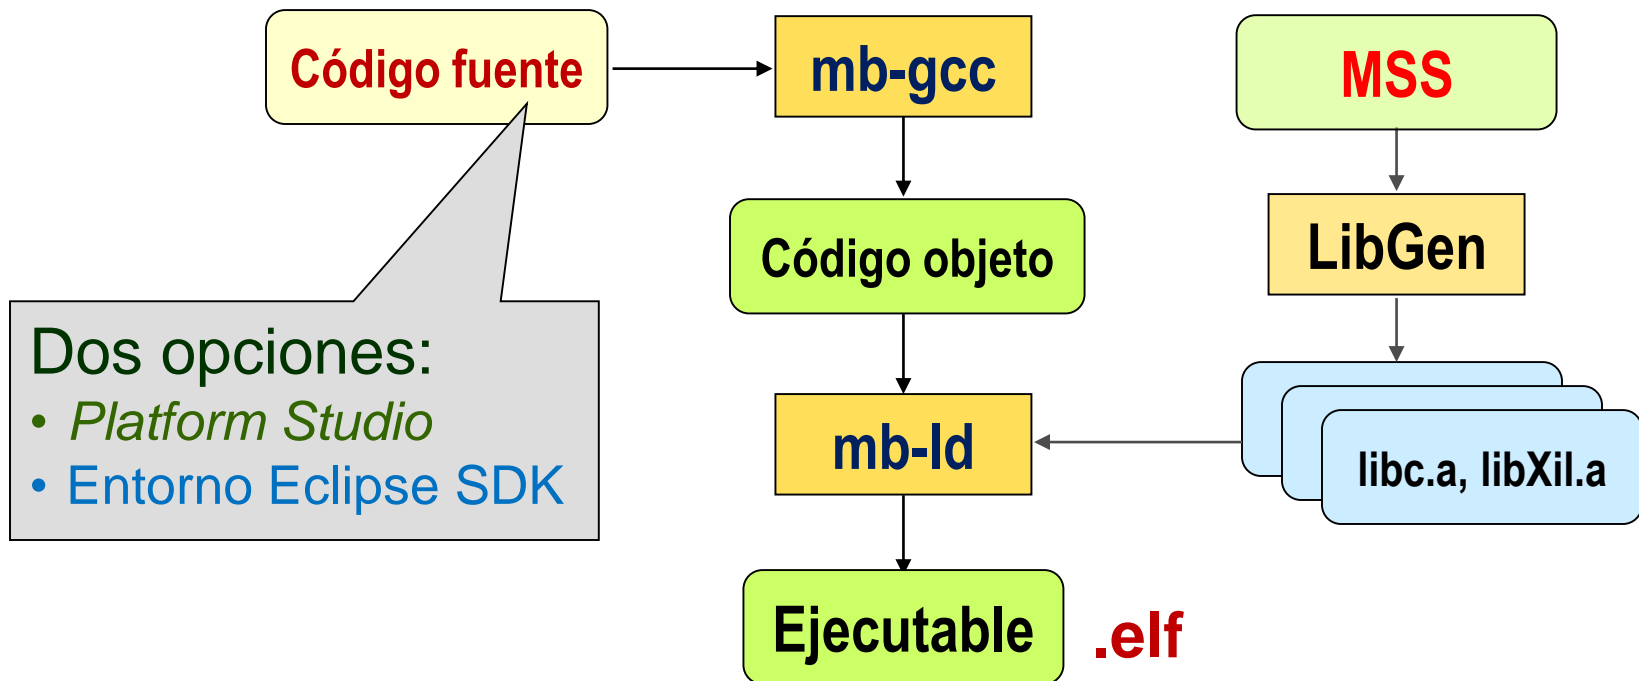 Código fuente
mb-gcc
MSS
Código objeto
LibGen
Dos opciones:
• Platform Studio
• Entorno Eclipse SDK
mb-ld
libc.a, libXil.a
Ejecutable
.elf